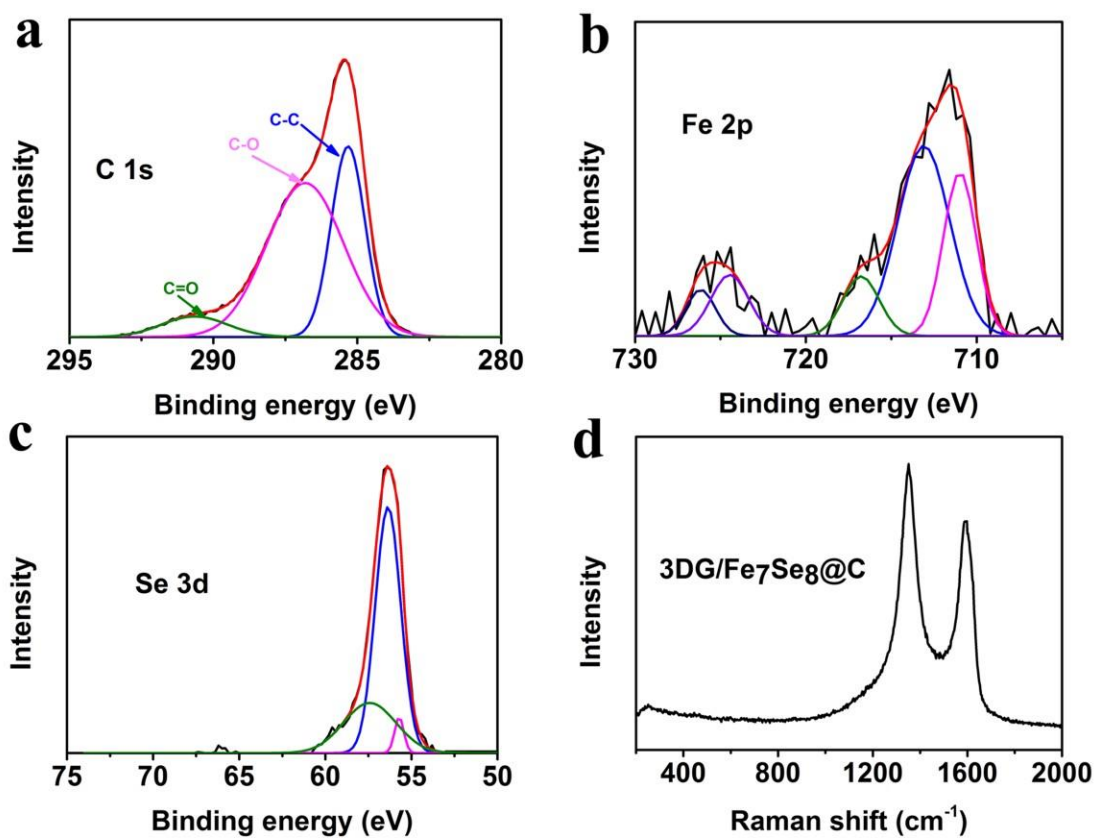 a
C 1s
C-C
C-O
C=O
Intensity
295 290 285 280
Binding energy (eV)
b
Fe 2p
Intensity
730 720 710
Binding energy (eV)
c
Se 3d
Intensity
75 70 65 60 55 50
Binding energy (eV)
d
3DG/Fe₇Se₈@C
Intensity
400 800 1200 1600 2000
Raman shift (cm⁻¹)